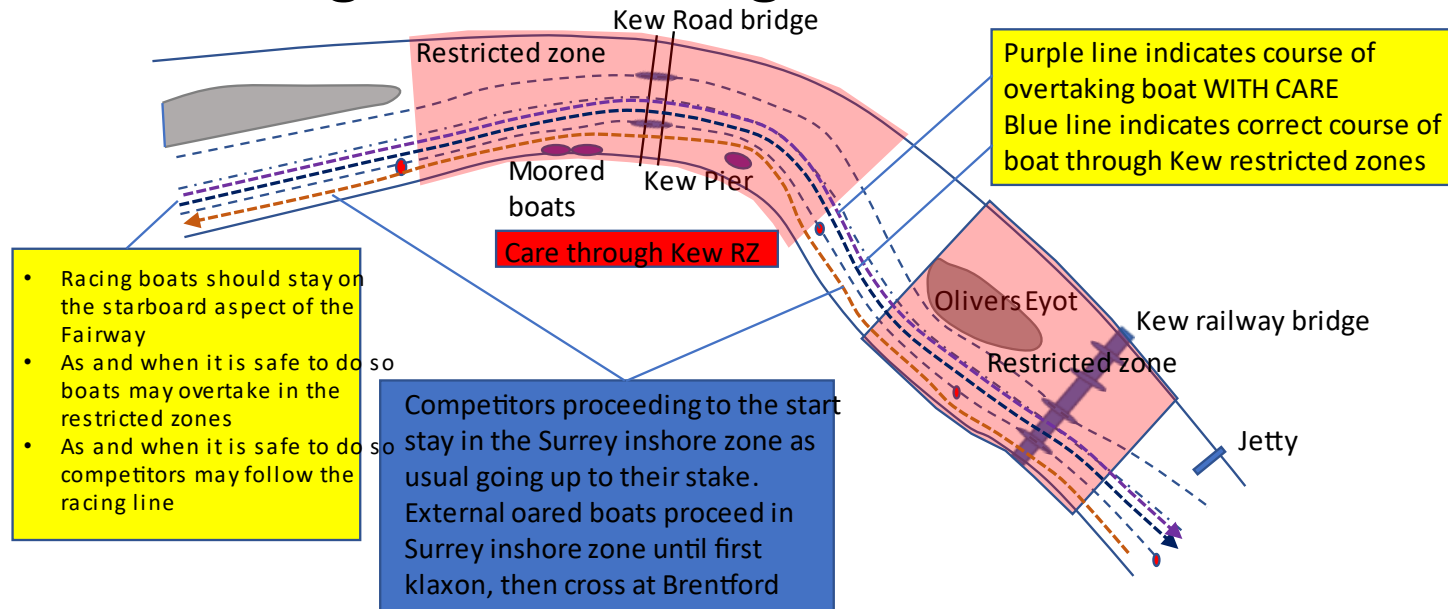 Kew Road bridge
Restricted zone
Purple line indicates course of
overtaking boat WITH CARE
Blue line indicates correct course of
boat through Kew restricted zones
Moored
boats
Kew Pier
Care through Kew RZ
• Racing boats should stay on
the starboard aspect of the
Fairway
• As and when it is safe to do so
boats may overtake in the
restricted zones
• As and when it is safe to do so
competitors may follow the
racing line
Olivers Eyot
Kew railway bridge
Restricted zone
Jetty
Competitors proceeding to the start
stay in the Surrey inshore zone as
usual going up to their stake.
External oared boats proceed in
Surrey inshore zone until first
klaxon, then cross at Brentford